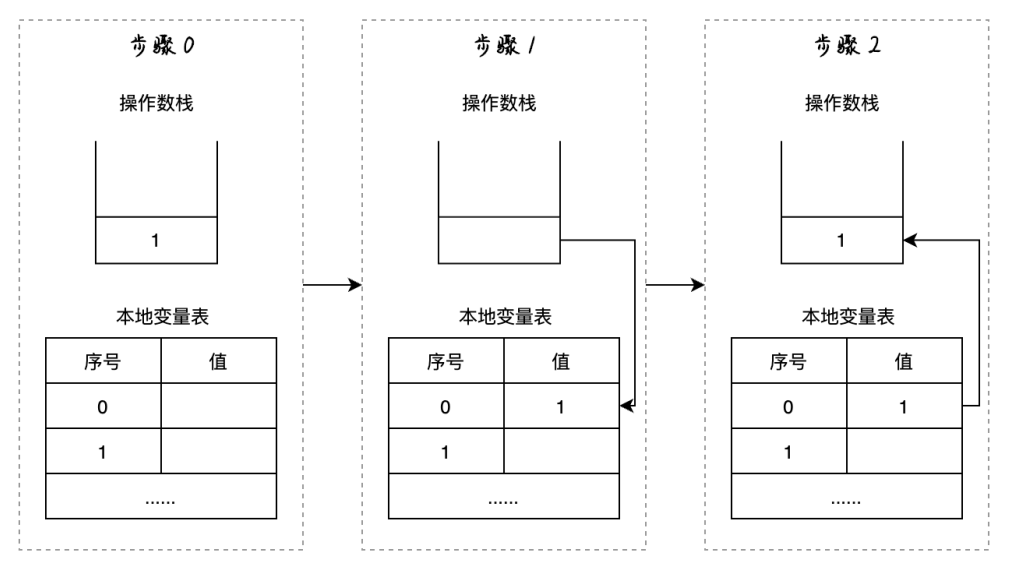 步骤 0
操作数栈
1
本地变量表
序号 值
0
1
......
步骤 1
操作数栈
本地变量表
序号 值
0 1
1
......
步骤 2
操作数栈
1
本地变量表
序号 值
0 1
1
......